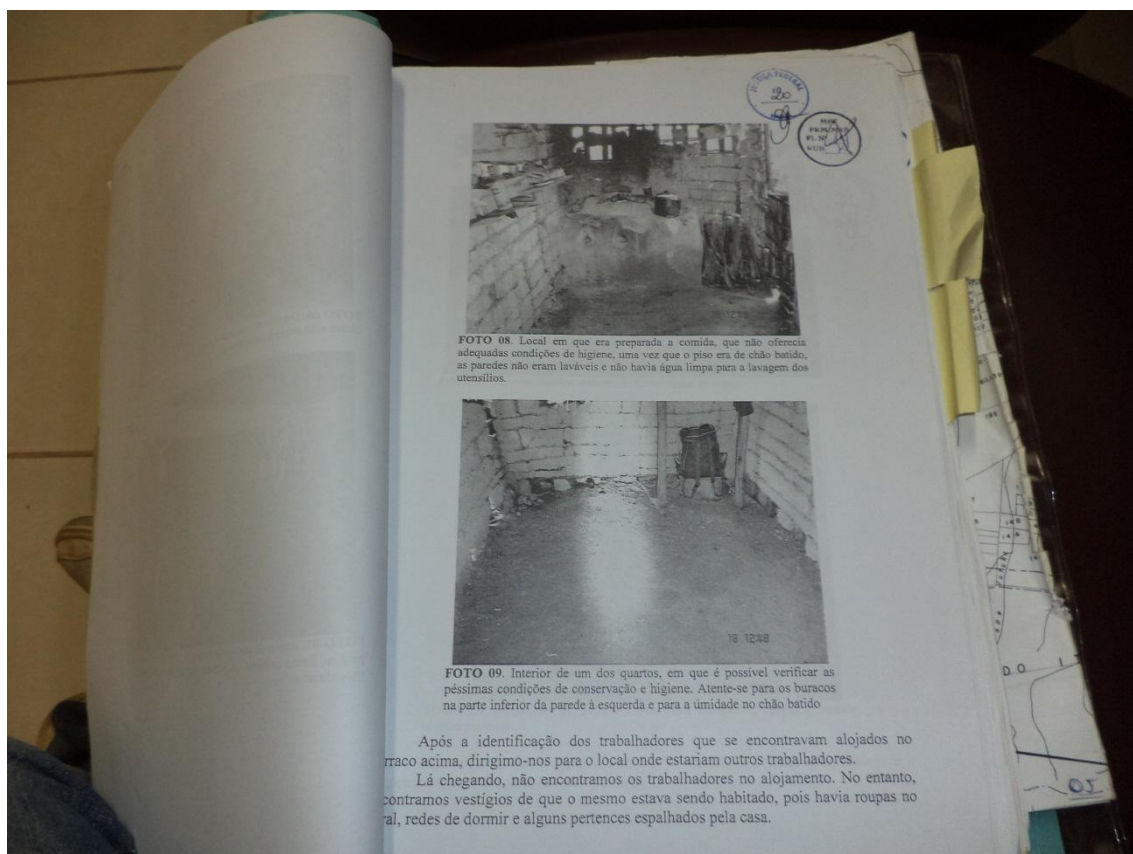 20
FOTO 08. Local em que era preparada a comida, que não oferecia
adequadas condições de higiene, uma vez que o piso era de chão batido,
as paredes não eram laváveis e não havia água limpa para a lavagem dos
utensílios.
18 12:48
FOTO 09. Interior de um dos quartos, em que é possível verificar as
péssimas condições de conservação e higiene. Atente-se para os buracos
na parte inferior da parede à esquerda e para a umidade no chão batido
Após a identificação dos trabalhadores que se encontravam alojados no
rraco acima, dirigimo-nos para o local onde estariam outros trabalhadores.
Lá chegando, não encontramos os trabalhadores no alojamento. No entanto,
contramos vestígios de que o mesmo estava sendo habitado, pois havia roupas no
al, redes de dormir e alguns pertences espalhados pela casa.
05